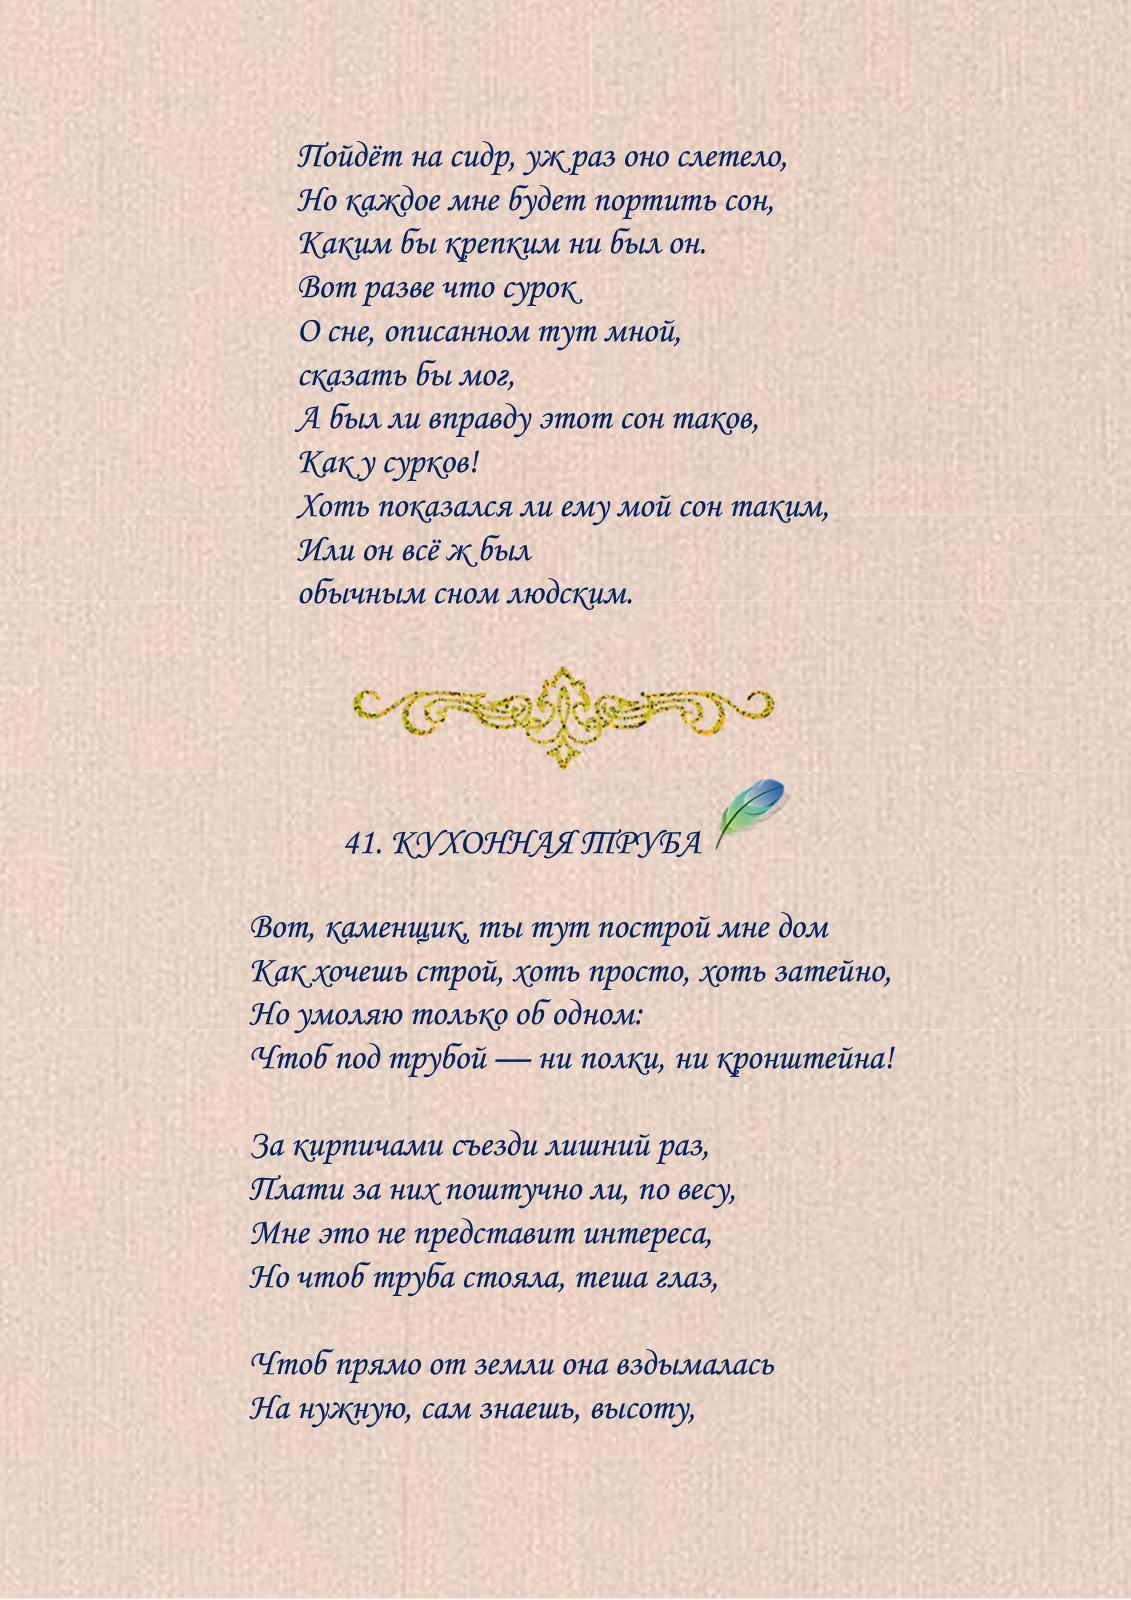 Пойдёт на сидр, уж раз оно слетело,
Но каждое мне будет портить сон,
Каким бы крепким ни был он.
Вот разве что сурок
О сне, описанном тут мной,
сказать бы мог,
А был ли вправду этот сон таков,
Как у сурков!
Хоть показался ли ему мой сон таким,
Или он всё ж был
обычным сном людским.
41. КУХОННАЯ ТРУБА
Вот, каменщик, ты тут построй мне дом
Как хочешь строй, хоть просто, хоть затейно,
Но умоляю только об одном:
Чтоб под трубой — ни полки, ни кронштейна!
За кирпичами съезди лишний раз,
Плати за них поштучно ли, по весу,
Мне это не представит интереса,
Но чтоб труба стояла, теша глаз,
Чтоб прямо от земли она вздымалась
На нужную, сам знаешь, высоту,